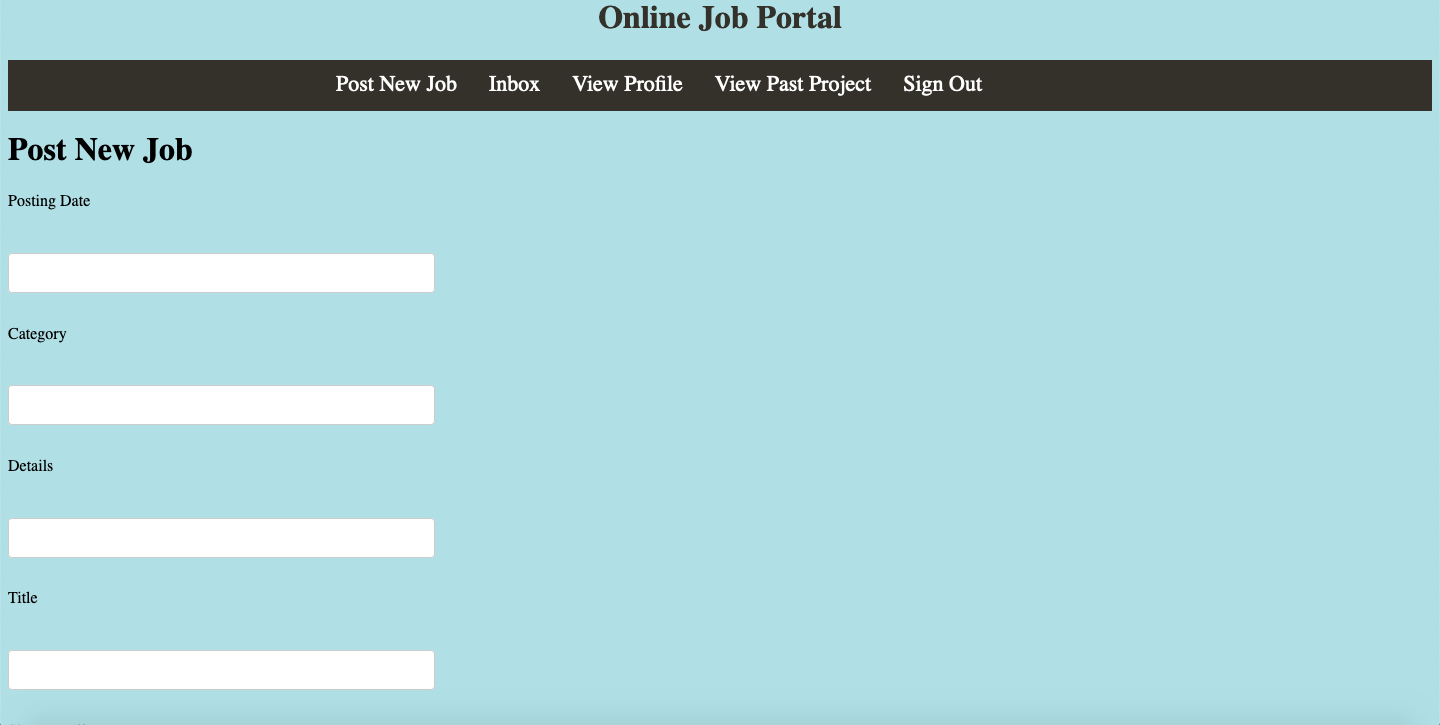 Online Job Portal
Post New Job Inbox View Profile View Past Project Sign Out
Post New Job
Posting Date
Category
Details
Title